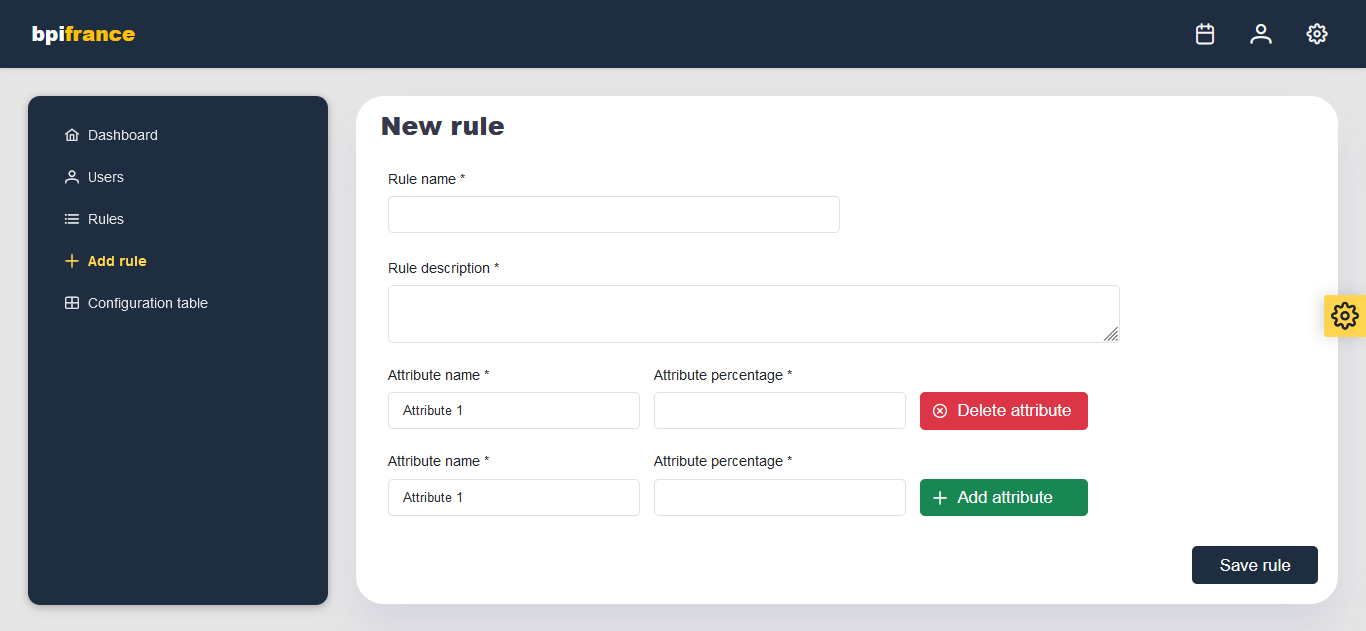 bpifrance
Dashboard
Users
Rules
Add rule
Configuration table
New rule
Rule name *
Rule description *
Attribute name * Attribute percentage *
Attribute 1 Delete attribute
Attribute name * Attribute percentage *
Attribute 1 Add attribute
Save rule